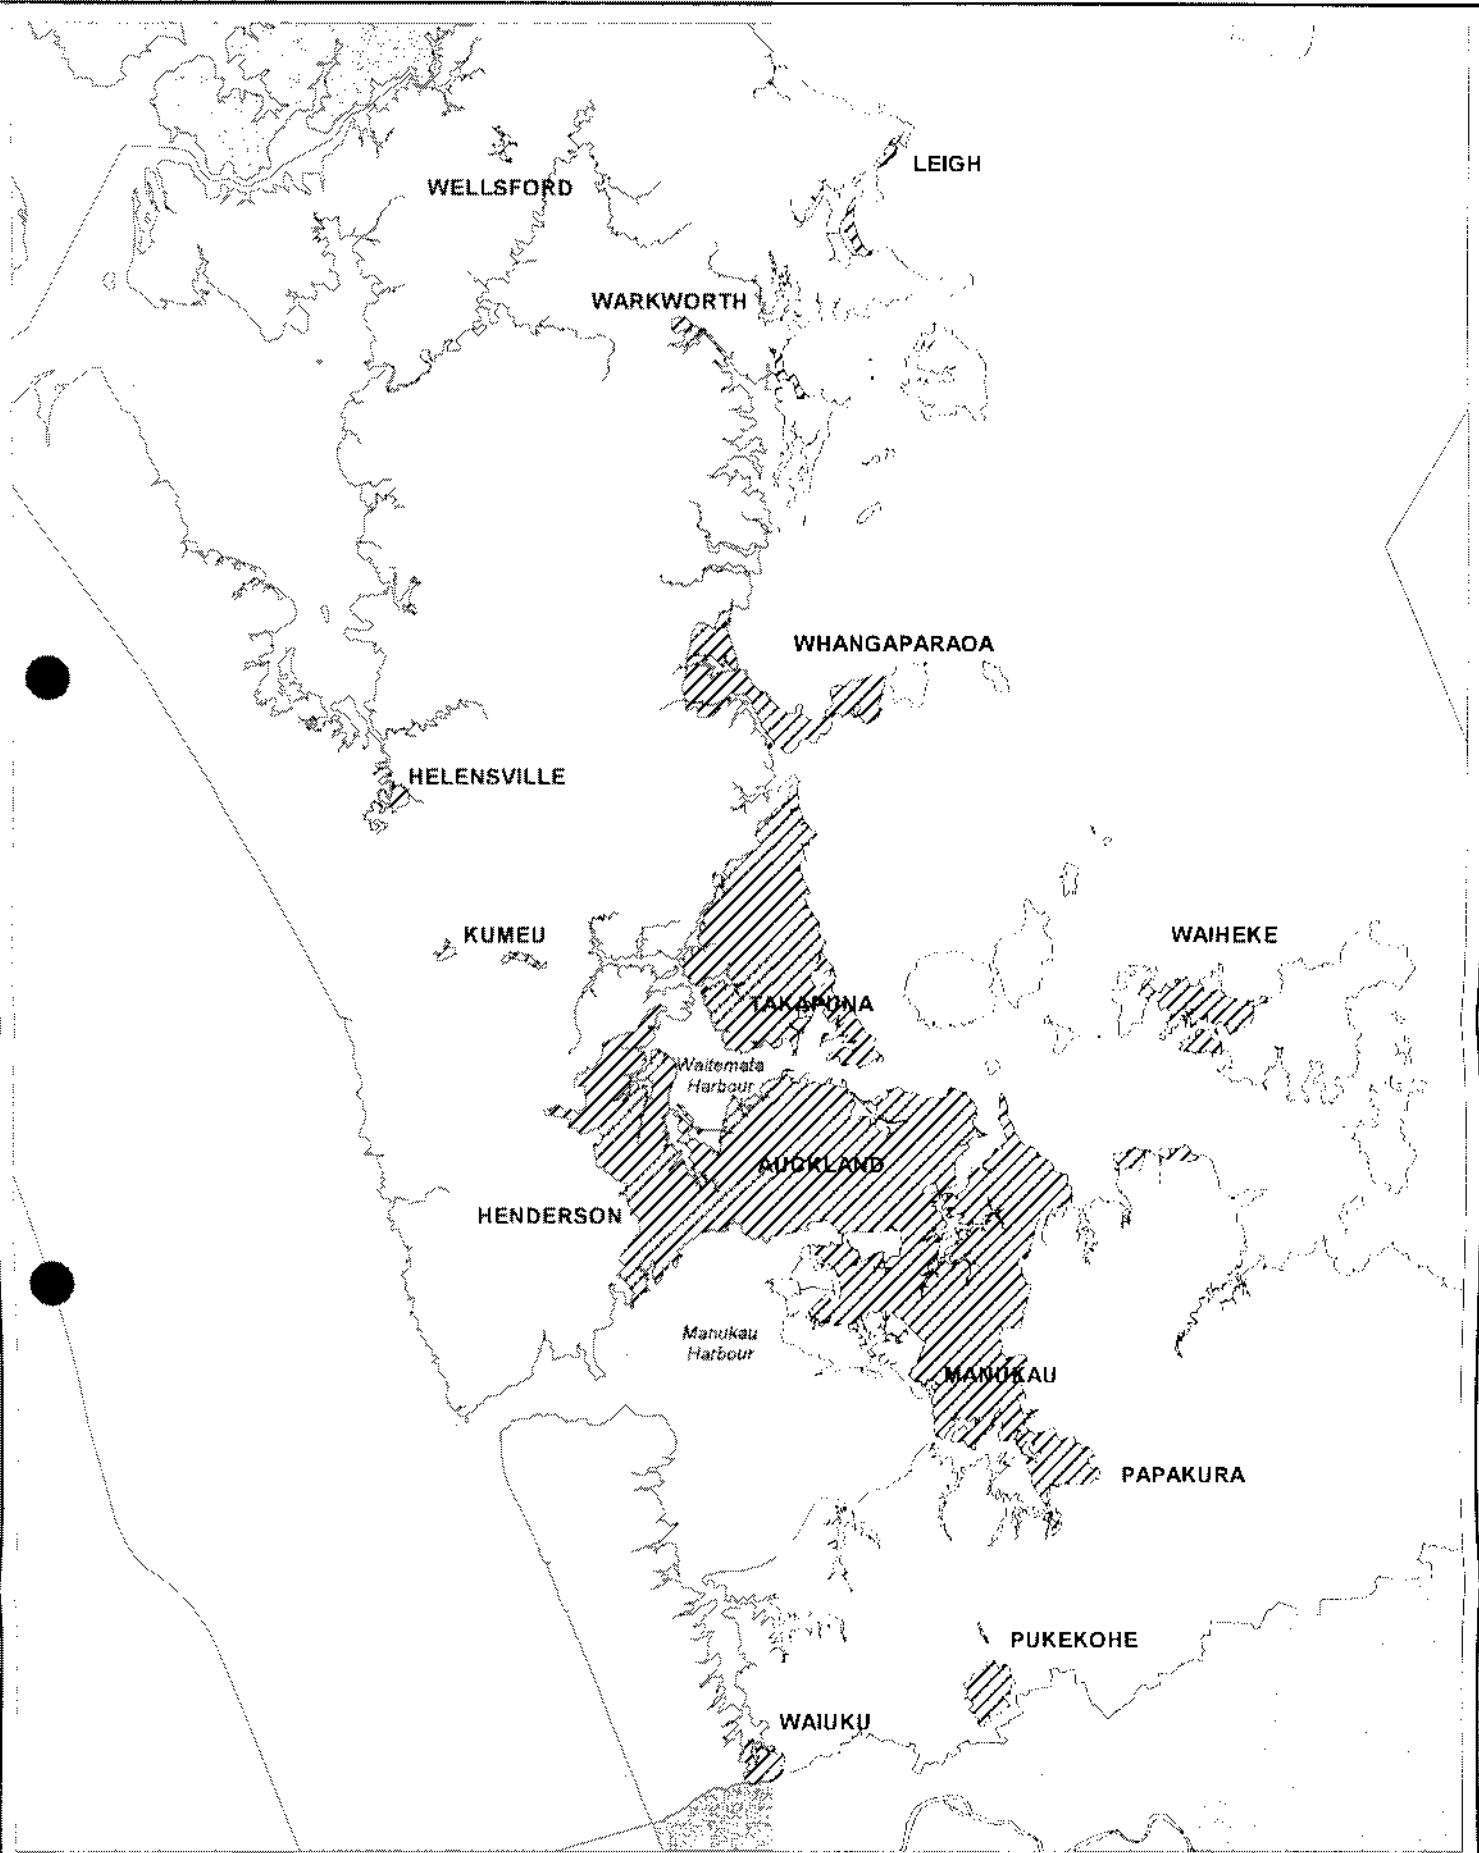 LEIGH
WELLSFORD
WARKWORTH
WHANGAPARAOA
HELENSVILLE
KUMEU
WAIHEKE
TAKAPUNA
Waitemata
Harbour
AUCKLAND
HENDERSON
Manukau
Harbour
MANUKAU
PAPAKURA
PUKEKOHE
WAIUKU